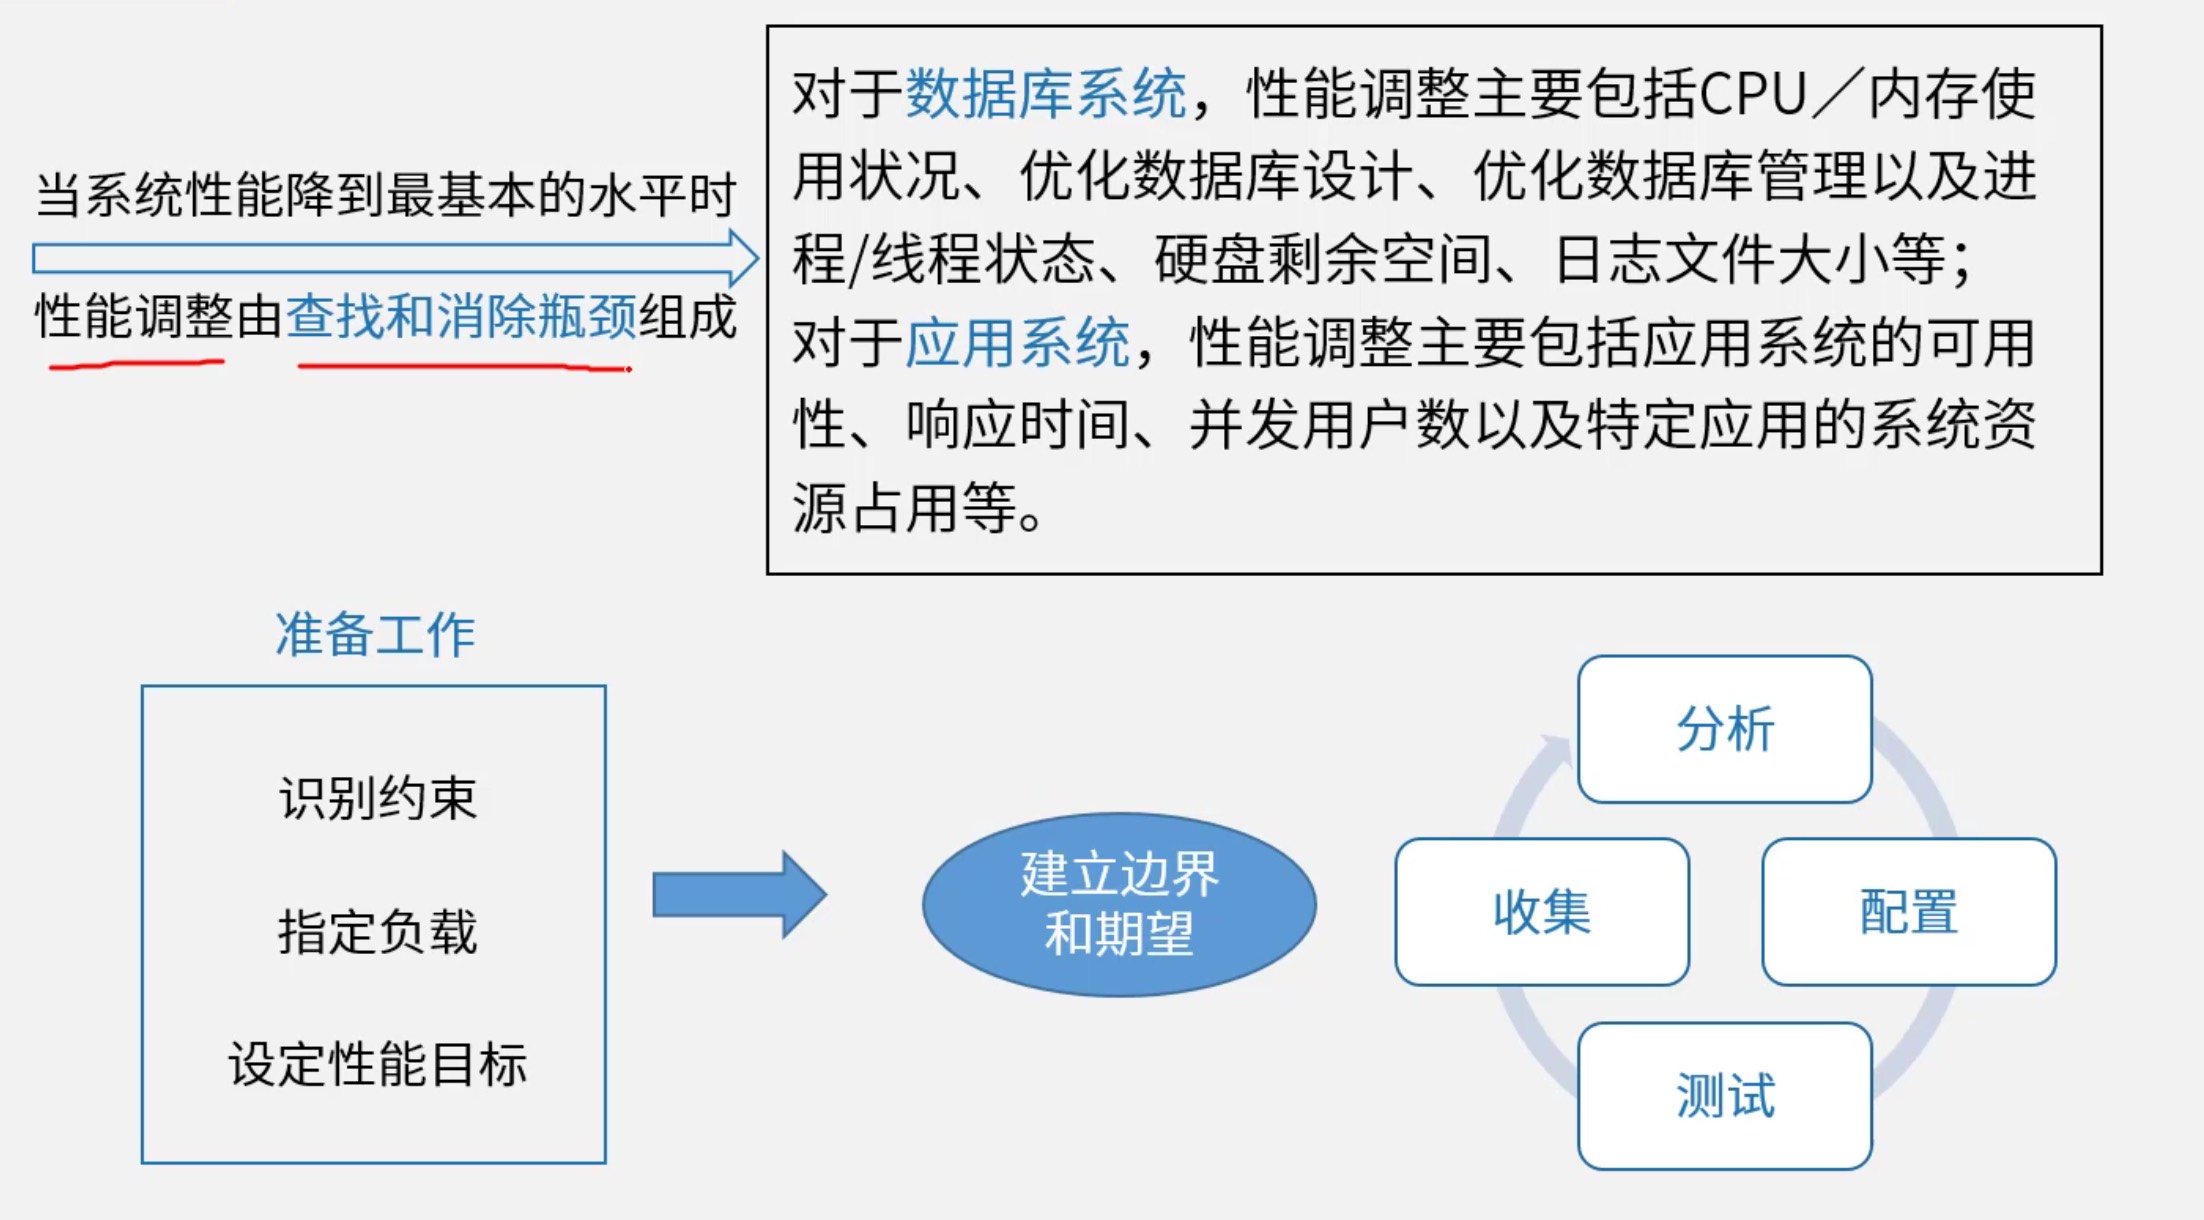 当系统性能降到最基本的水平时
性能调整由查找和消除瓶颈组成
对于数据库系统，性能调整主要包括CPU／内存使
用状况、优化数据库设计、优化数据库管理以及进
程/线程状态、硬盘剩余空间、日志文件大小等；
对于应用系统，性能调整主要包括应用系统的可用
性、响应时间、并发用户数以及特定应用的系统资
源占用等。
准备工作
识别约束
指定负载
设定性能目标
建立边界
和期望
分析
收集
配置
测试